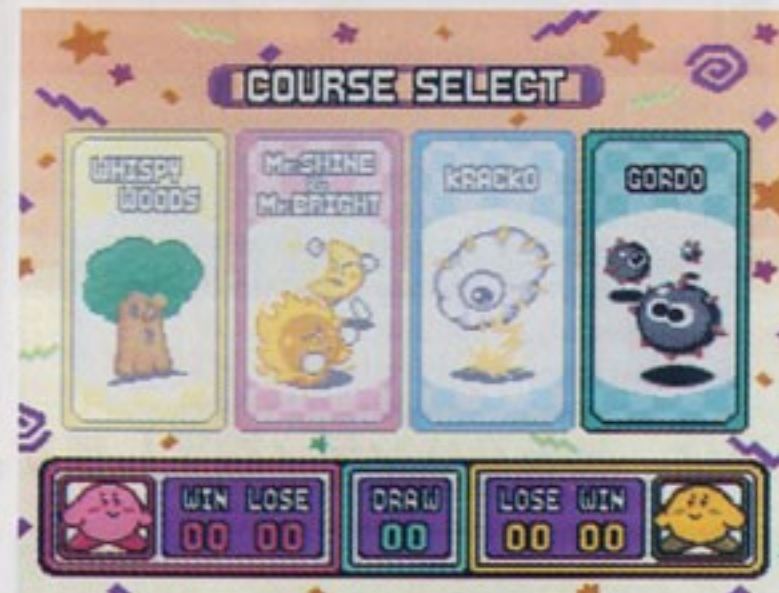 COURSE SELECT
WHISPY
WOODS
Mr.SHINE
&
Mr.BRIGHT
KRACKO
GORDO
WIN LOSE
00 00
DRAW
00
LOSE WIN
00 00